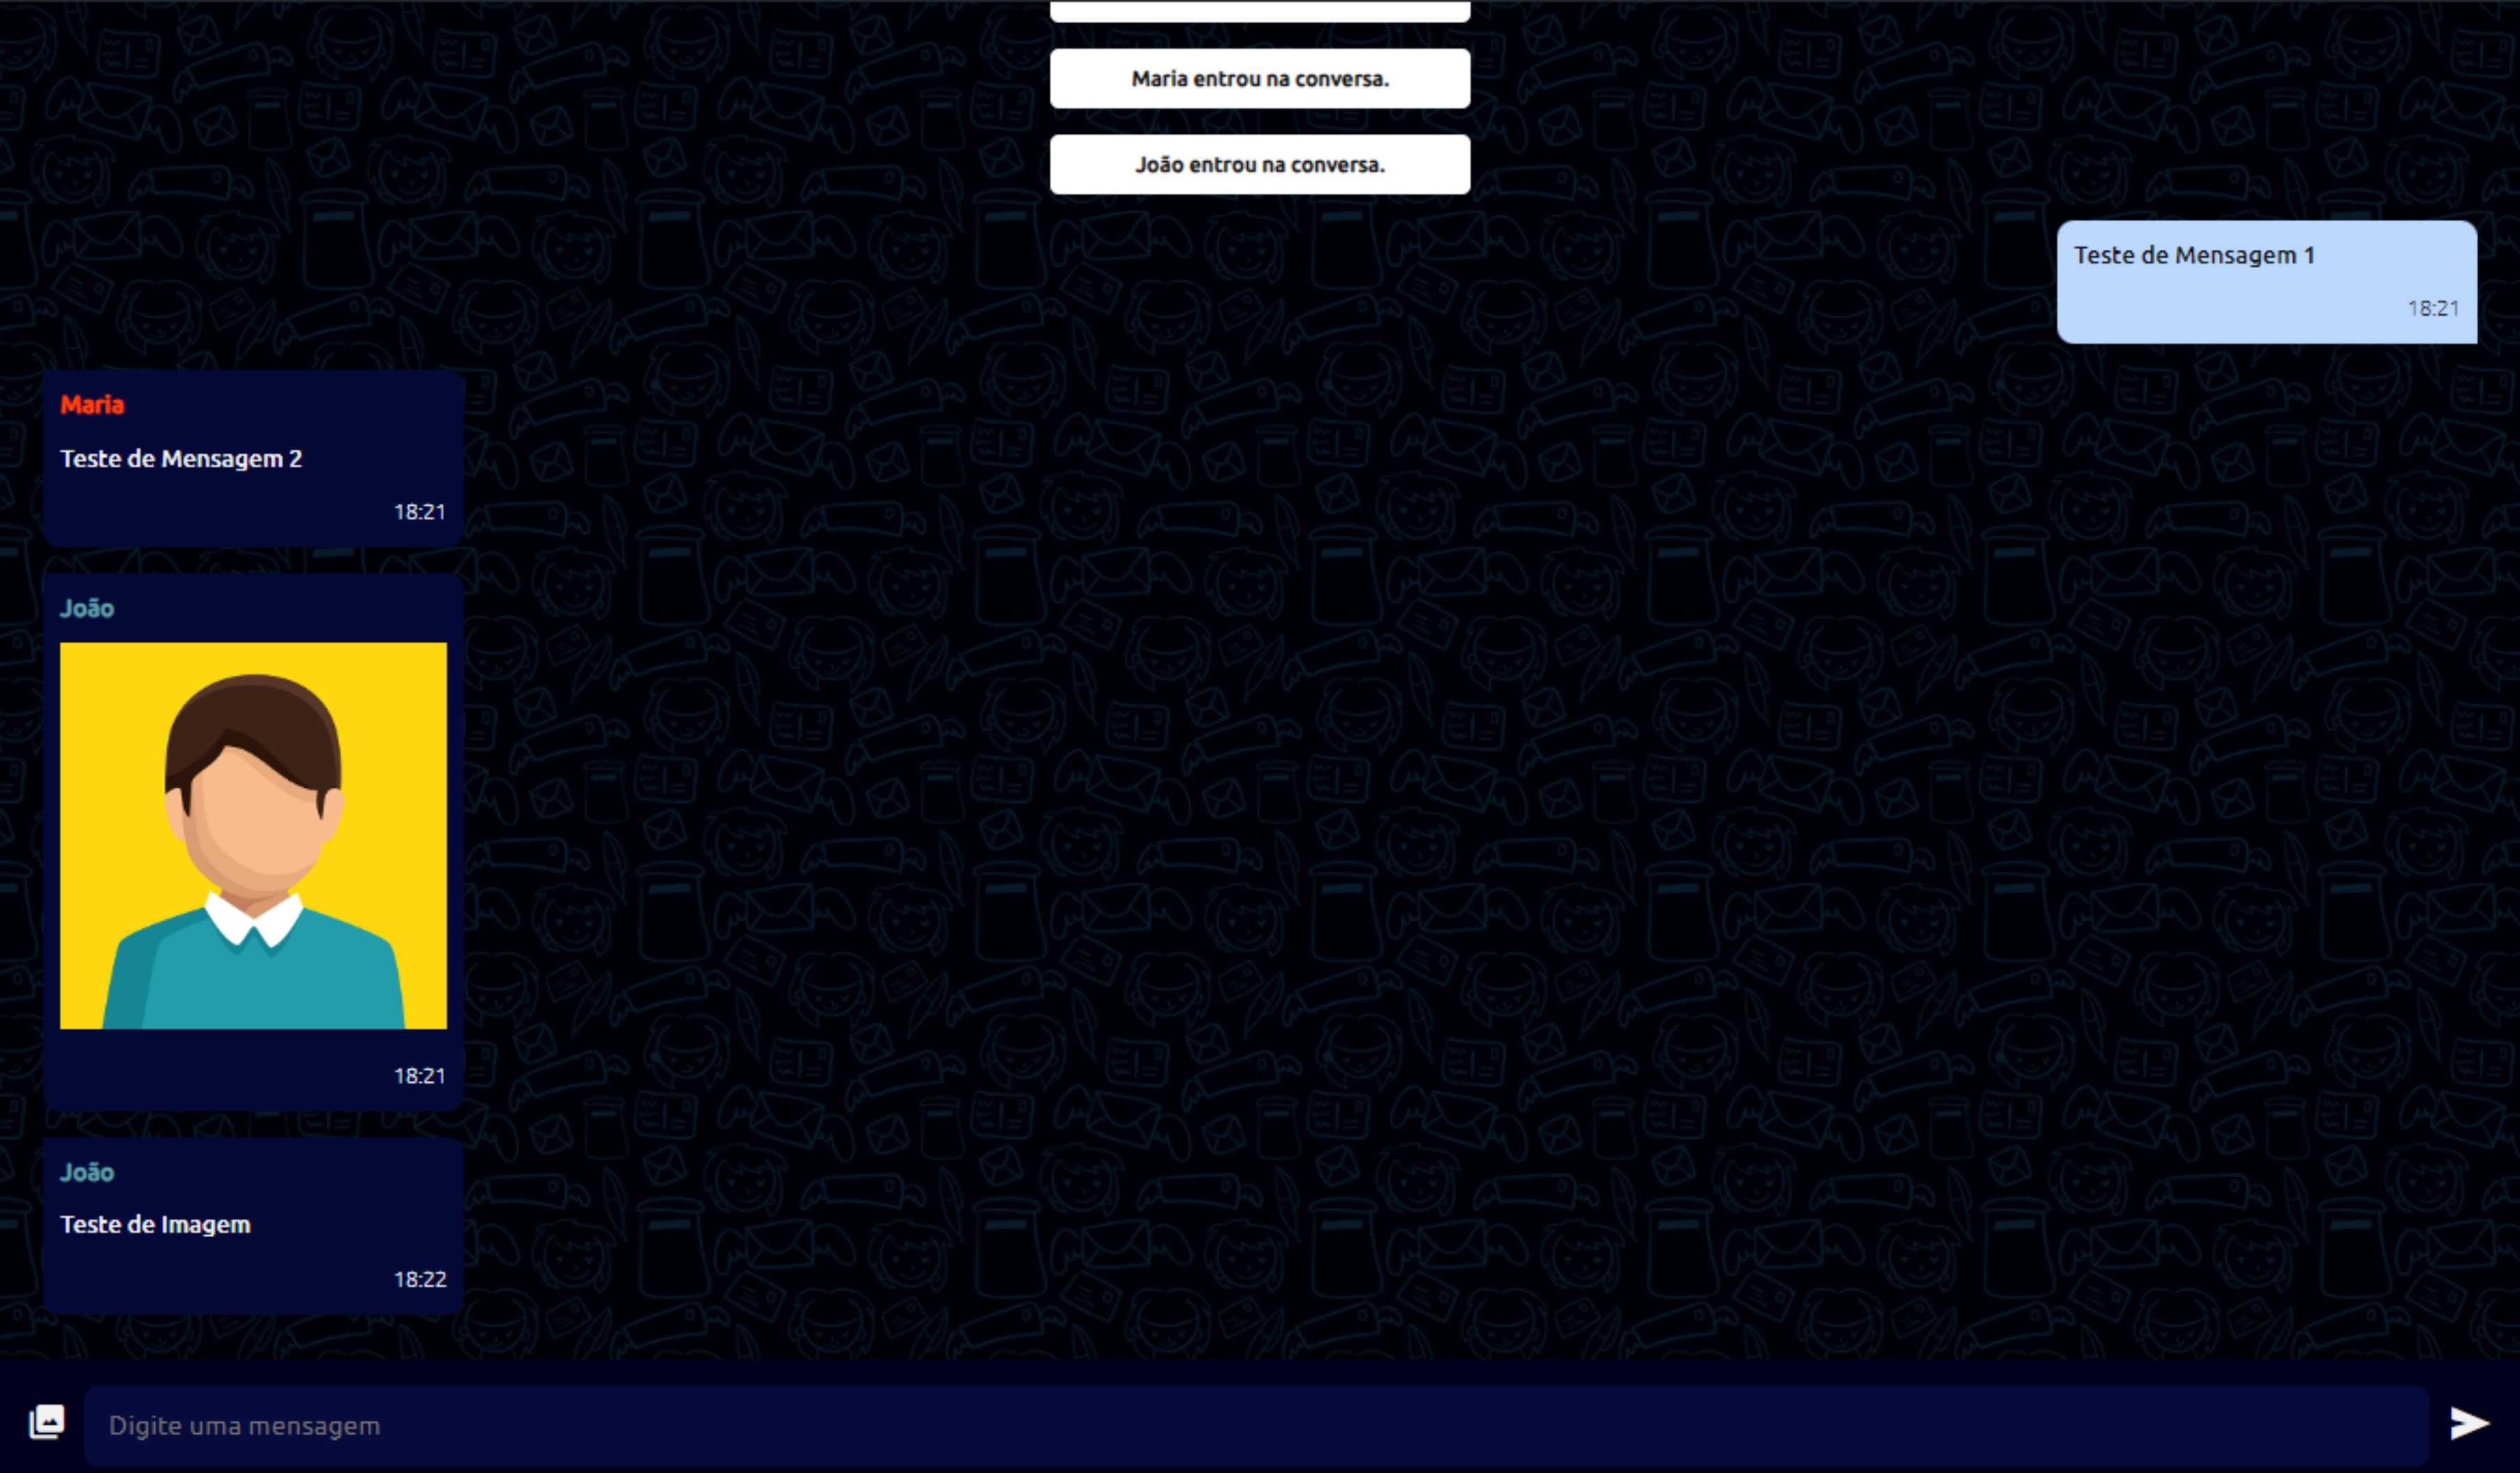 Maria entrou na conversa.
João entrou na conversa.
Teste de Mensagem 1
18:21
Maria
Teste de Mensagem 2
18:21
João
18:21
João
Teste de Imagem
18:22
Digite uma mensagem